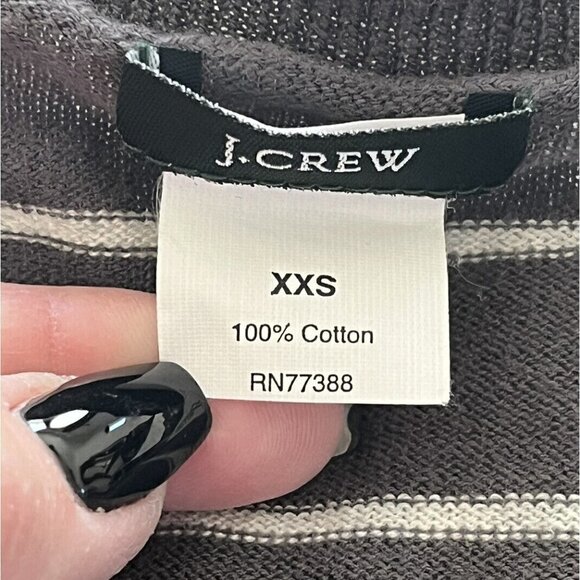 J.CREW
XXS
100% Cotton
RN77388